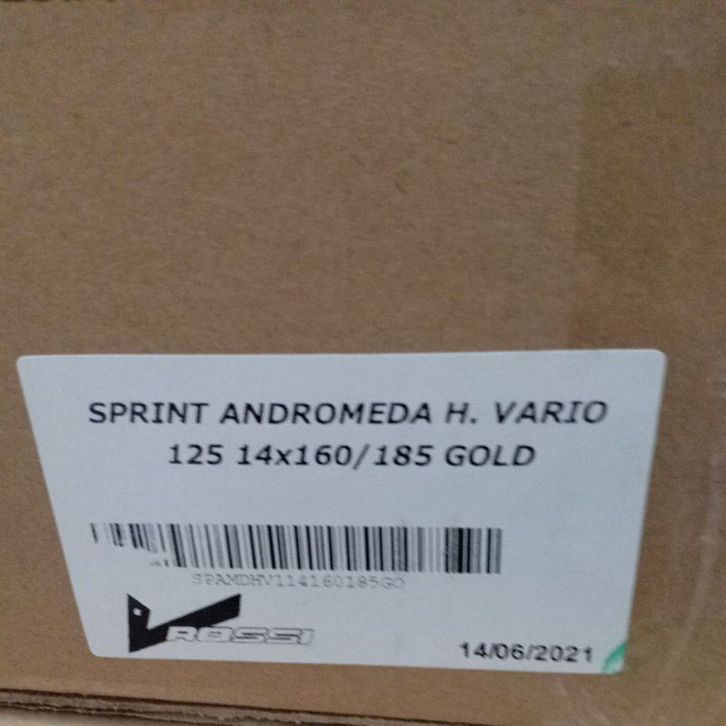 SPRINT ANDROMEDA H. VARIO
125 14x160/185 GOLD
SPAMDHV114160185GO
V ROSSI
14/06/2021